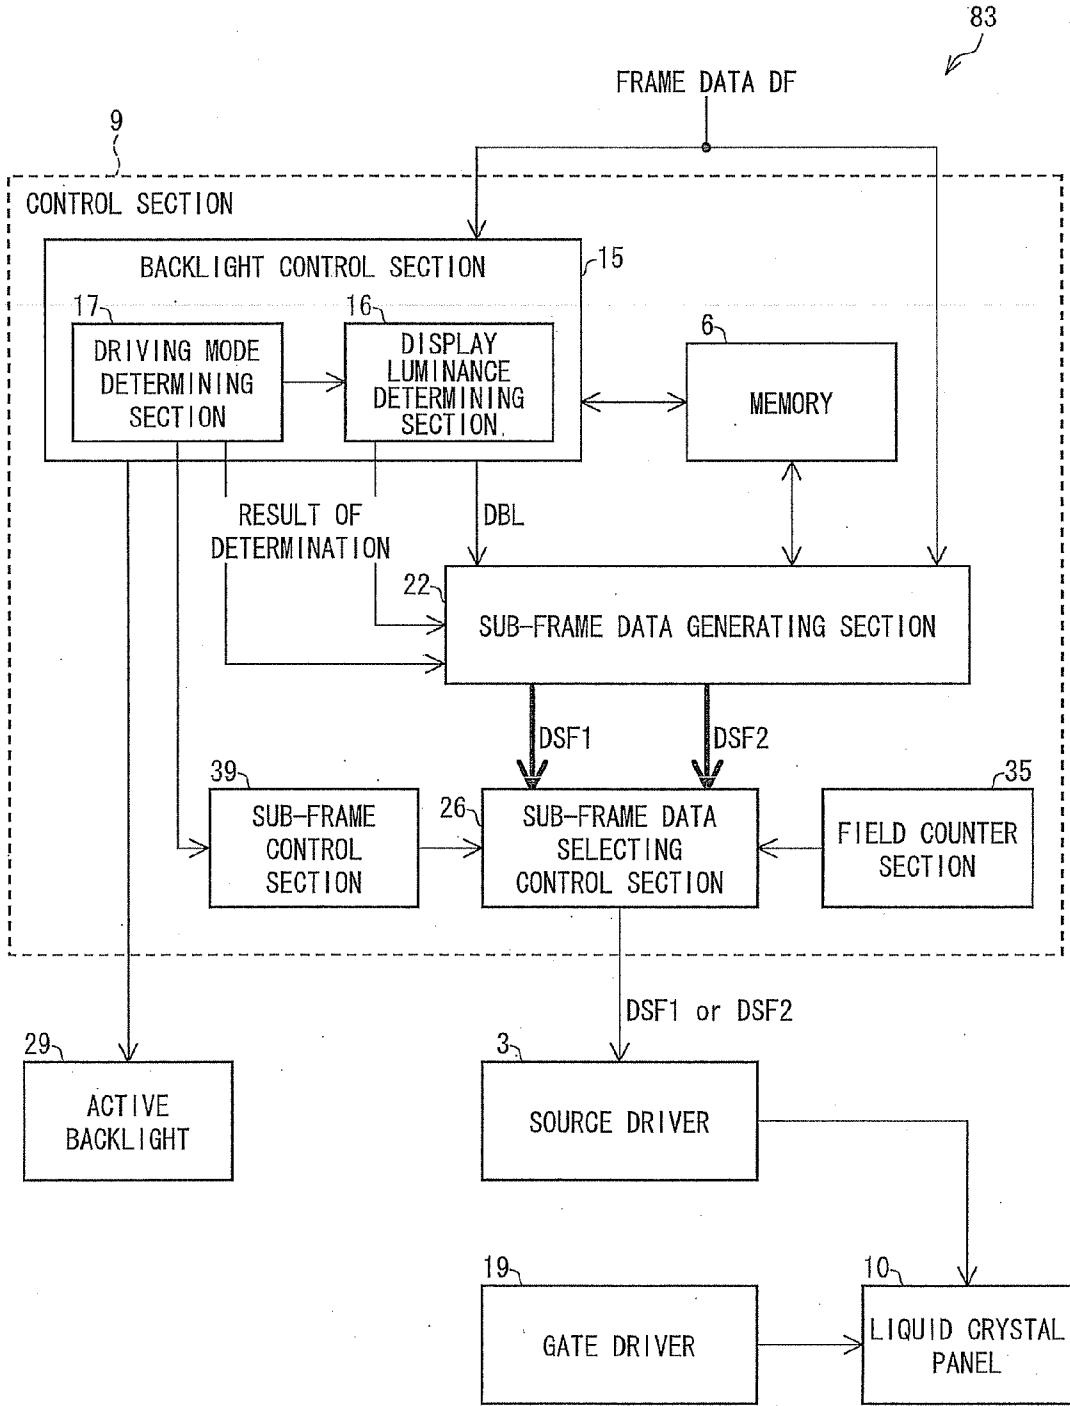 83
FRAME DATA DF
9
CONTROL SECTION
BACKLIGHT CONTROL SECTION
15
17
DRIVING MODE
DETERMINING
SECTION
16
DISPLAY
LUMINANCE
DETERMINING
SECTION.
6
MEMORY
RESULT OF
DETERMINATION
DBL
22
SUB-FRAME DATA GENERATING SECTION
DSF1
DSF2
39
SUB-FRAME
CONTROL
SECTION
26
SUB-FRAME DATA
SELECTING
CONTROL SECTION
35
FIELD COUNTER
SECTION
DSF1 or DSF2
29
ACTIVE
BACKLIGHT
3
SOURCE DRIVER
19
GATE DRIVER
10
LIQUID CRYSTAL
PANEL